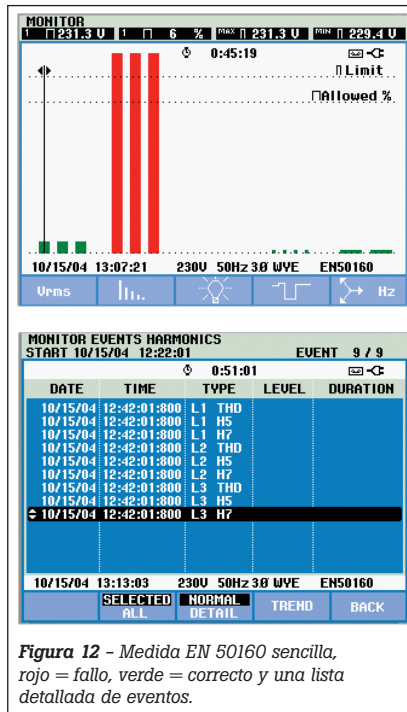 MONITOR
1 ⊓231.3 V 1 ⊓ 6 % MAX ▯ 231.3 V MIN ▯ 229.4 V
0:45:19
▯Limit
⊓Allowed %
10/15/04 13:07:21 230V 50Hz 3.Ø WYE EN50160
Vrms Hz
MONITOR EVENTS HARMONICS
START 10/15/04 12:22:01 EVENT 9 / 9
0:51:01
DATE TIME TYPE LEVEL DURATION
10/15/04 12:42:01:800 L1 THD
10/15/04 12:42:01:800 L1 H5
10/15/04 12:42:01:800 L1 H7
10/15/04 12:42:01:800 L2 THD
10/15/04 12:42:01:800 L2 H5
10/15/04 12:42:01:800 L2 H7
10/15/04 12:42:01:800 L3 THD
10/15/04 12:42:01:800 L3 H5
10/15/04 12:42:01:800 L3 H7
10/15/04 13:13:03 230V 50Hz 3.Ø WYE EN50160
SELECTED NORMAL TREND BACK
ALL DETAIL
Figura 12 – Medida EN 50160 sencilla,
rojo = fallo, verde = correcto y una lista
detallada de eventos.